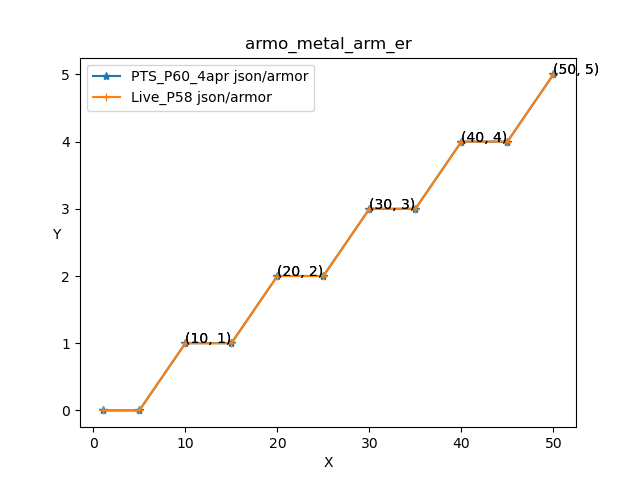 armo_metal_arm_er
PTS_P60_4apr json/armor
Live_P58 json/armor
(50, 5)
(40, 4)
(30, 3)
(20, 2)
(10, 1)
5
4
3
2
1
0
Y
0 10 20 30 40 50
X